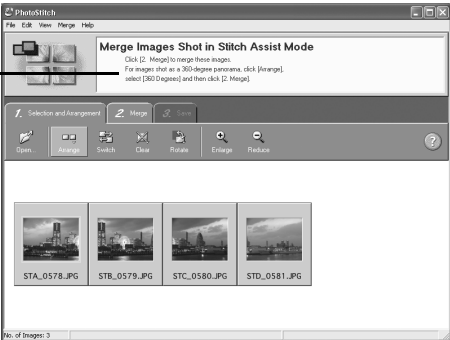 PhotoStitch
File Edit View Merge Help
Merge Images Shot in Stitch Assist Mode
Click [2. Merge] to merge these images.
For images shot as a 360-degree panorama, click [Arrange],
select [360 Degrees] and then click [2. Merge].
1. Selection and Arrangement 2. Merge 3. Save
Open... Arrange Switch Clear Rotate Enlarge Reduce
STA_0578.JPG STB_0579.JPG STC_0580.JPG STD_0581.JPG
No. of Images: 3